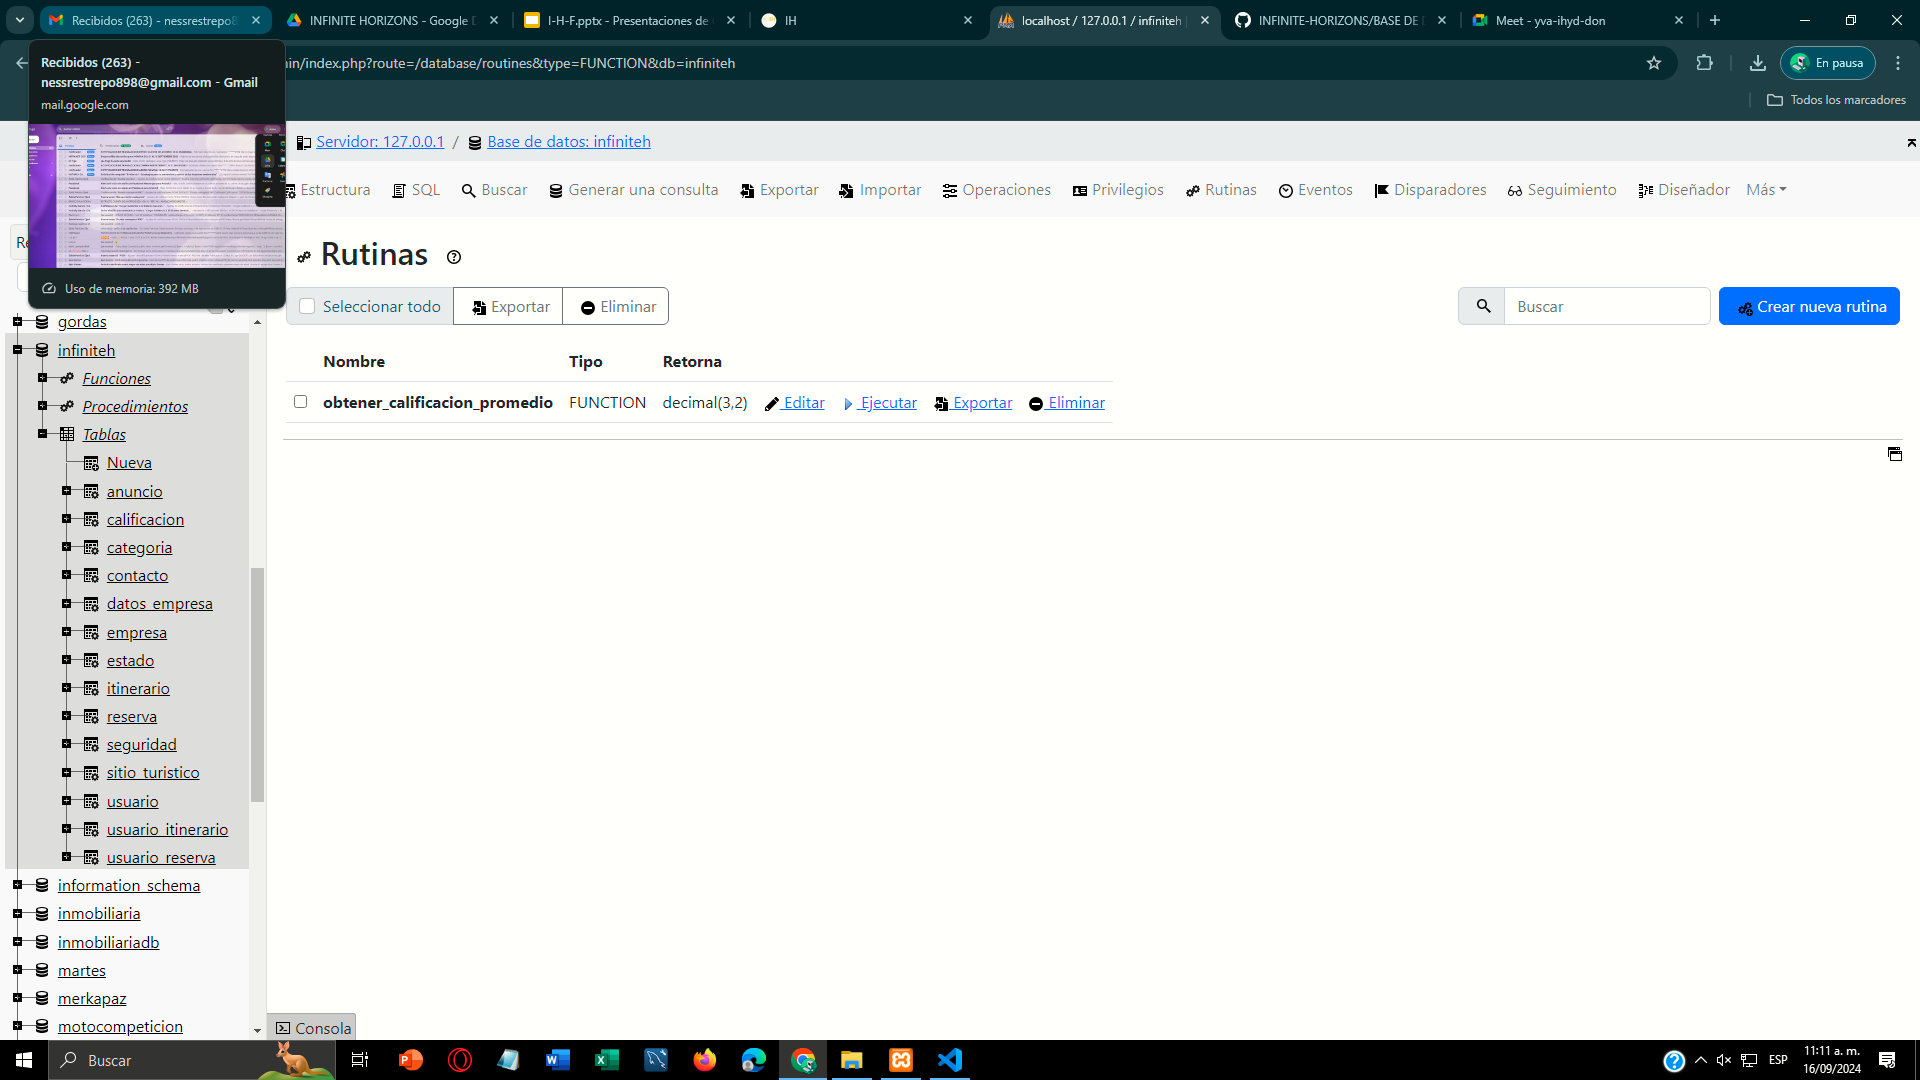 Recibidos (263) - nessrestrepo8
INFINITE HORIZONS - Google D
I-H-F.pptx - Presentaciones de
IH
localhost / 127.0.0.1 / infiniteh
INFINITE-HORIZONS/BASE DE
Meet - yva-ihyd-don
Recibidos (263) -
nessrestrepo898@gmail.com - Gmail
mail.google.com
in/index.php?route=/database/routines&type=FUNCTION&db=infiniteh
En pausa
Todos los marcadores
Uso de memoria: 392 MB
Servidor: 127.0.0.1 / Base de datos: infiniteh
Estructura SQL Buscar Generar una consulta Exportar Importar Operaciones Privilegios Rutinas Eventos Disparadores Seguimiento Diseñador Más
Re
Rutinas
Seleccionar todo Exportar Eliminar
Buscar
Crear nueva rutina
Nombre Tipo Retorna
obtener_calificacion_promedio FUNCTION decimal(3,2) Editar Ejecutar Exportar Eliminar
gordas
infiniteh
Funciones
Procedimientos
Tablas
Nueva
anuncio
calificacion
categoria
contacto
datos_empresa
empresa
estado
itinerario
reserva
seguridad
sitio_turistico
usuario
usuario_itinerario
usuario_reserva
information_schema
inmobiliaria
inmobiliariadb
martes
merkapaz
motocompeticion
Consola
Buscar
ESP
11:11 a. m.
16/09/2024